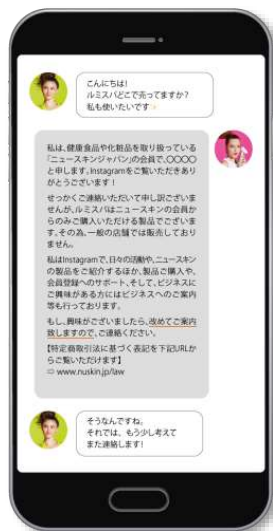 こんにちは!
ルミスパどこで売ってますか?
私も使いたいです
私は、健康食品や化粧品を取り扱っている
「ニュースキンジャパン」の会員で、〇〇〇〇
と申します。Instagramをご覧いただきあり
がとうございます!
せっかくご連絡いただいて申し訳ございま
せんが、ルミスパはニュースキンの会員か
らのみご購入いただける製品でございま
す。その為、一般の店舗では販売しており
ません。
私はInstagramで、日々の活動や、ニュースキン
の製品をご紹介するほか、製品ご購入や、
会員登録へのサポート、そして、ビジネスに
ご興味がある方にはビジネスへのご案内
等も行っております。
もし、興味がございましたら、改めてご案内
致しますので、ご連絡ください。
【特定商取引法に基づく表記を下記URLか
らご覧いただけます】
⇨ www.nuskin.jp/law
そうなんですね。
それでは、もう少し考えて
また連絡します!